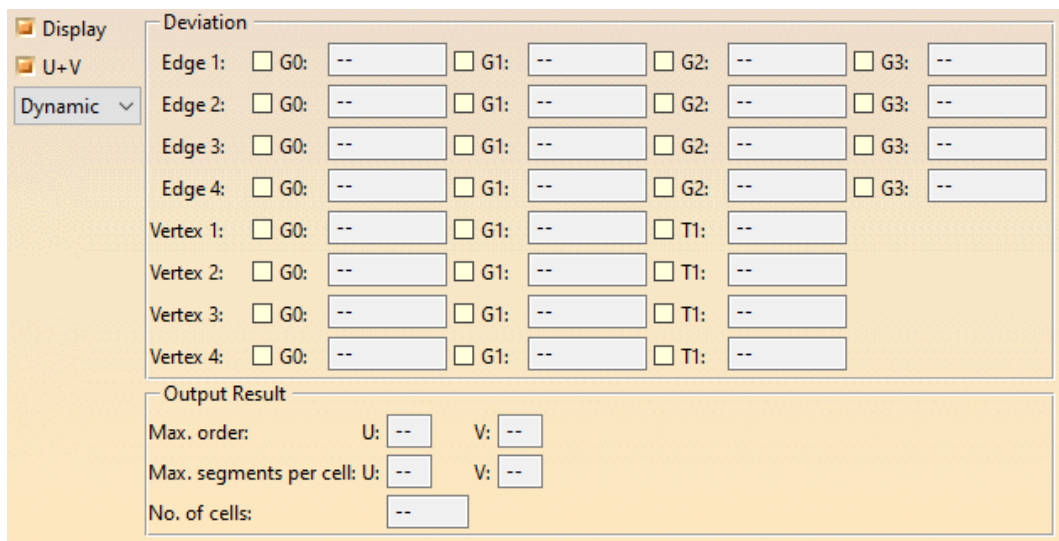 Display
U+V
Dynamic
Deviation
Edge 1: G0: -- G1: -- G2: -- G3: --
Edge 2: G0: -- G1: -- G2: -- G3: --
Edge 3: G0: -- G1: -- G2: -- G3: --
Edge 4: G0: -- G1: -- G2: -- G3: --
Vertex 1: G0: -- G1: -- T1: --
Vertex 2: G0: -- G1: -- T1: --
Vertex 3: G0: -- G1: -- T1: --
Vertex 4: G0: -- G1: -- T1: --
Output Result
Max. order: U: -- V: --
Max. segments per cell: U: -- V: --
No. of cells: --